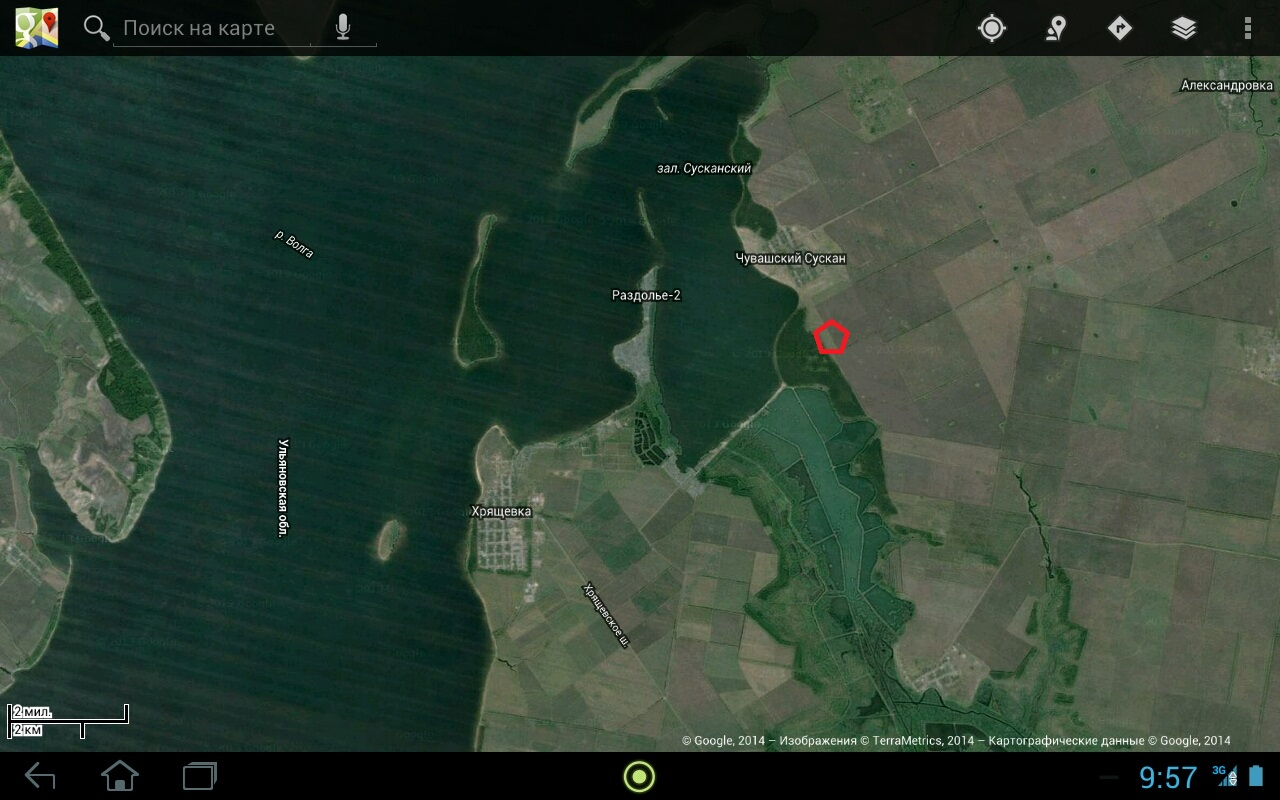 Поиск на карте
Александровка
зал. Сусканский
р. Волга
Чувашский Сускан
Раздолье-2
Ульяновская обл.
Хрящевка
Хрящевское ш.
2 мил.
2 км
© Google, 2014 – Изображения © TerraMetrics, 2014 – Картографические данные © Google, 2014
9:57
3G